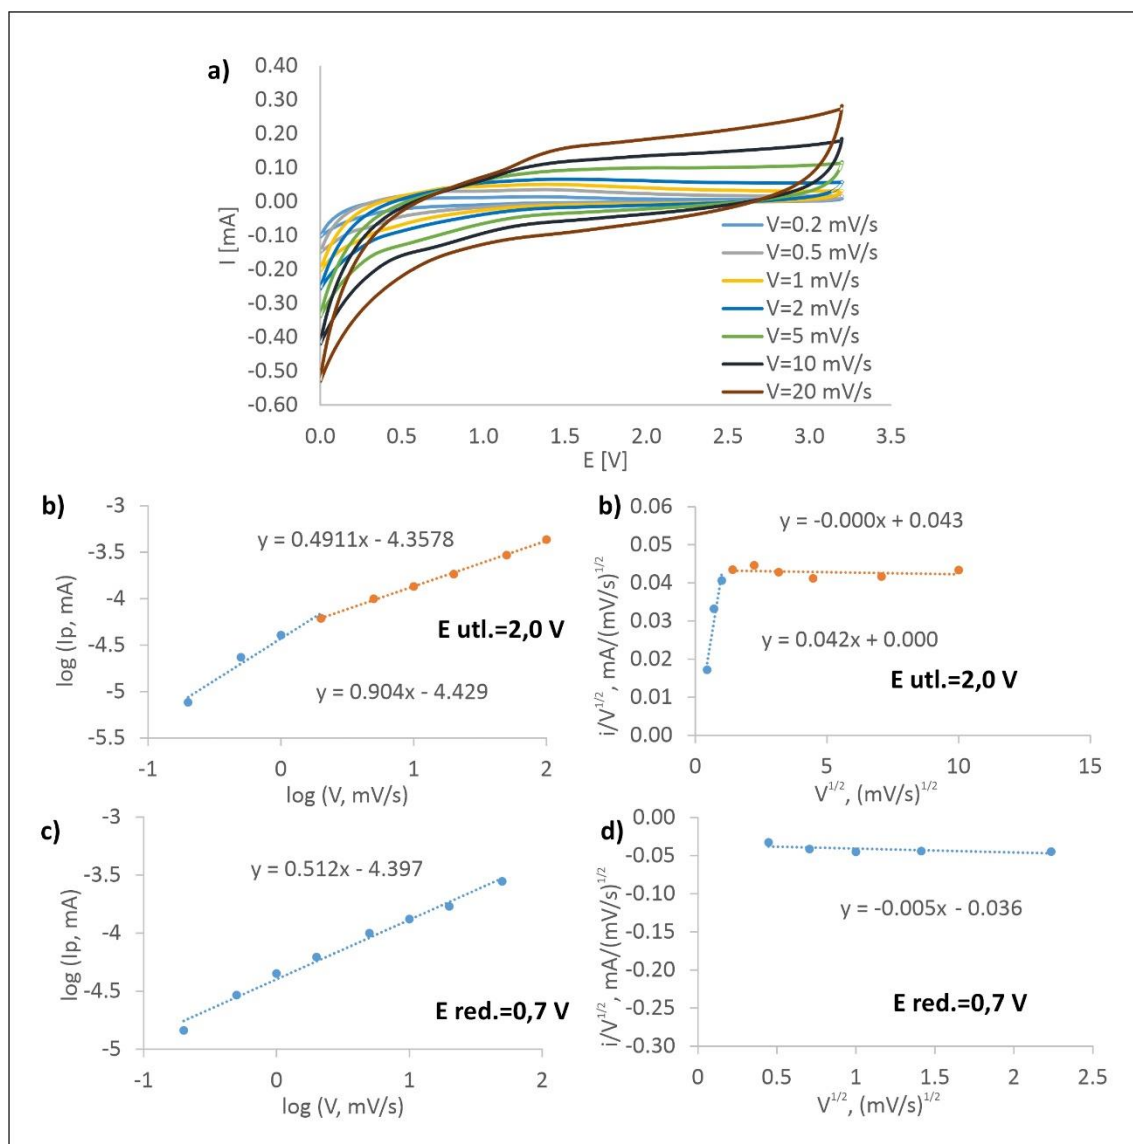 a)
0.40
0.30
0.20
0.10
0.00
-0.10
-0.20
-0.30
-0.40
-0.50
-0.60
I [mA]
V=0.2 mV/s
V=0.5 mV/s
V=1 mV/s
V=2 mV/s
V=5 mV/s
V=10 mV/s
V=20 mV/s
0.0 0.5 1.0 1.5 2.0 2.5 3.0 3.5
E [V]
b)
-3
-3.5
-4
-4.5
-5
-5.5
log (Ip, mA)
y = 0.4911x - 4.3578
E utl.=2,0 V
y = 0.904x - 4.429
-1 0 1 2
log (V, mV/s)
b)
0.06
0.05
0.04
0.03
0.02
0.01
0.00
i/V1/2, mA/(mV/s)1/2
y = -0.000x + 0.043
y = 0.042x + 0.000
E utl.=2,0 V
0 5 10 15
V1/2, (mV/s)1/2
c)
-3
-3.5
-4
-4.5
-5
log (Ip, mA)
y = 0.512x - 4.397
E red.=0,7 V
-1 0 1 2
log (V, mV/s)
d)
0.00
-0.05
-0.10
-0.15
-0.20
-0.25
-0.30
i/V1/2, mA/(mV/s)1/2
y = -0.005x - 0.036
E red.=0,7 V
0 0.5 1 1.5 2 2.5
V1/2, (mV/s)1/2